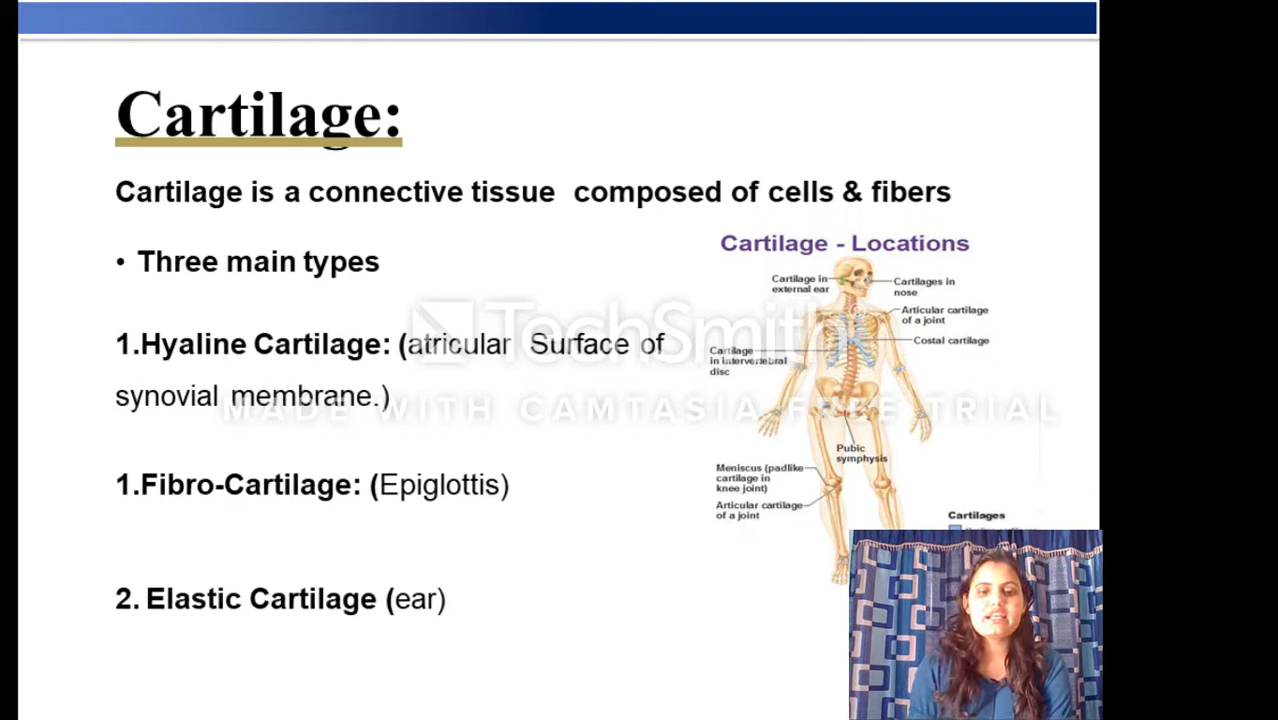 Cartilage:
Cartilage is a connective tissue composed of cells & fibers
• Three main types
1.Hyaline Cartilage: (atricular Surface of
synovial membrane.)
1.Fibro-Cartilage: (Epiglottis)
2. Elastic Cartilage (ear)
Cartilage - Locations
Cartilage in
external ear
Cartilages in
nose
Articular cartilage
of a joint
Costal cartilage
Cartilage
in intervertebral
disc
Pubic
symphysis
Meniscus (padlike
cartilage in
knee joint)
Articular cartilage
of a joint
Cartilages
TechSmith
MADE WITH CAMTASIA FREE TRIAL